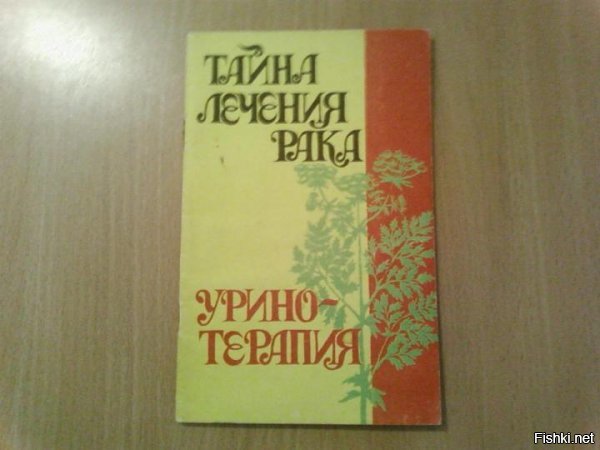 ТАЙНА
ЛЕЧЕНИЯ
РАКА
УРИНО-
ТЕРАПИЯ
Fishki.net